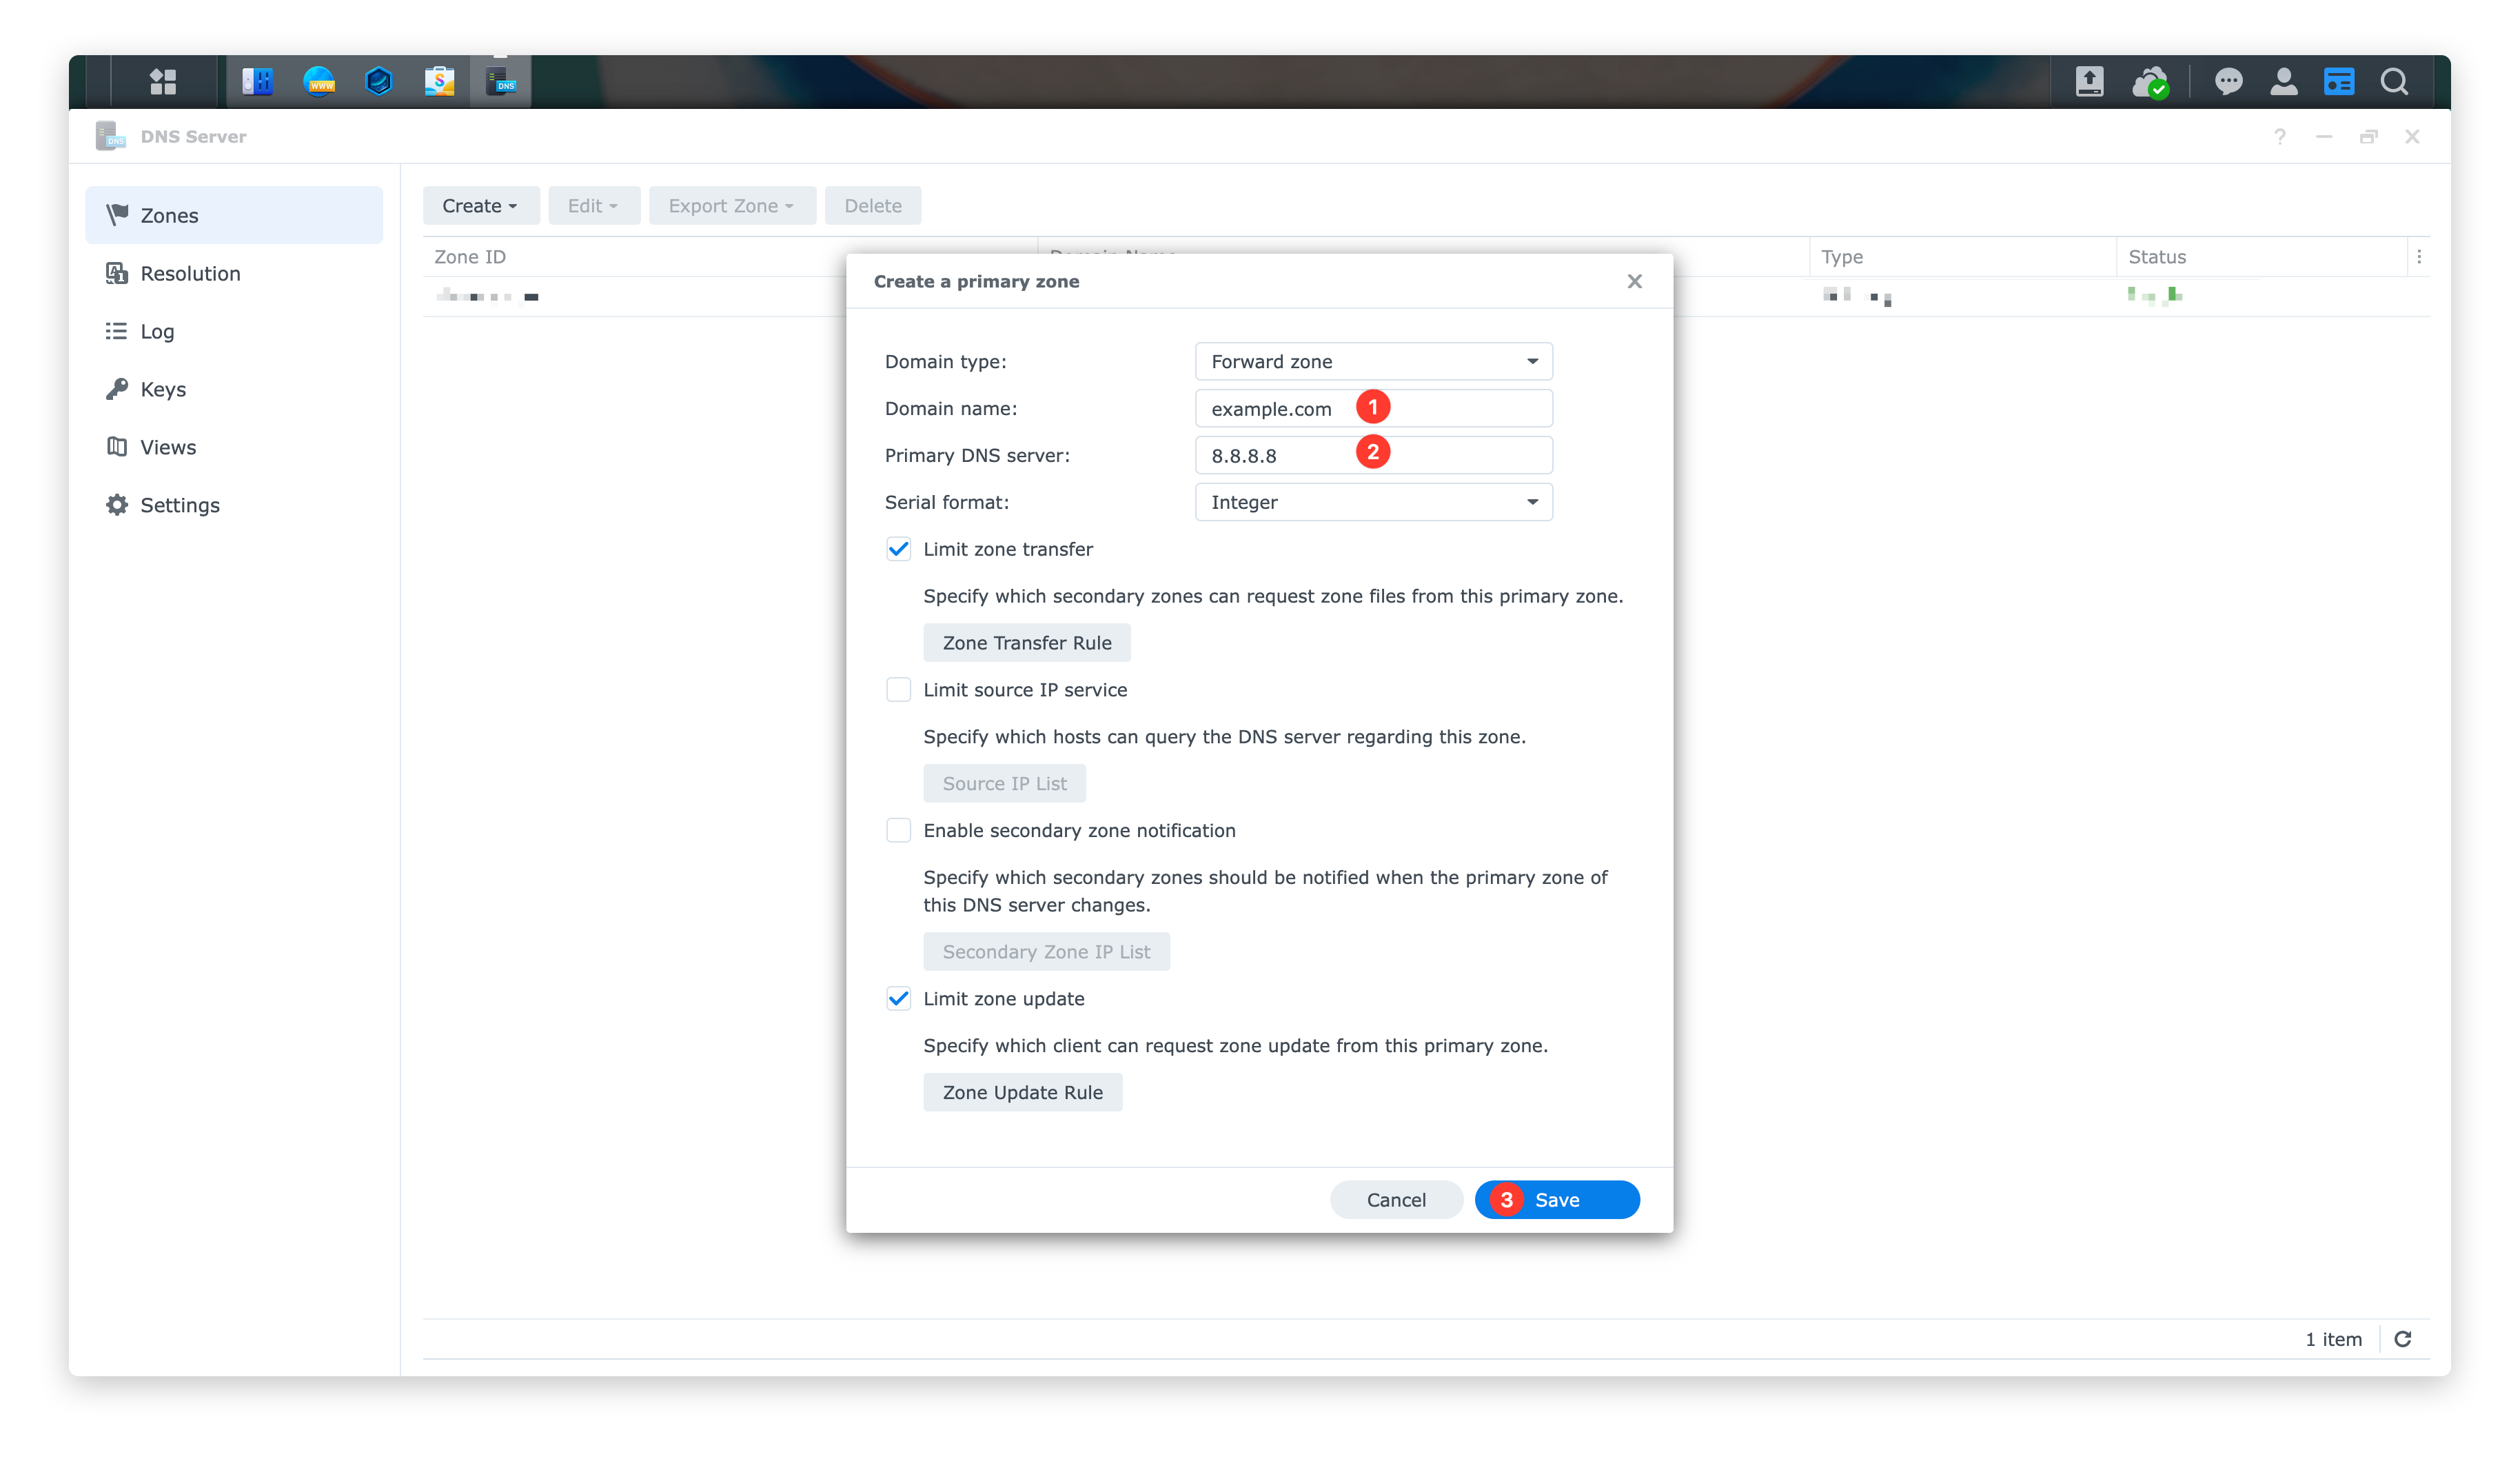 DNS Server
Zones
Resolution
Log
Keys
Views
Settings
Create
Edit
Export Zone
Delete
Zone ID
Domain Name
Type
Status
Create a primary zone
Domain type:
Forward zone
Domain name:
example.com
1
Primary DNS server:
8.8.8.8
2
Serial format:
Integer
Limit zone transfer
Specify which secondary zones can request zone files from this primary zone.
Zone Transfer Rule
Limit source IP service
Specify which hosts can query the DNS server regarding this zone.
Source IP List
Enable secondary zone notification
Specify which secondary zones should be notified when the primary zone of
this DNS server changes.
Secondary Zone IP List
Limit zone update
Specify which client can request zone update from this primary zone.
Zone Update Rule
Cancel
3
Save
1 item